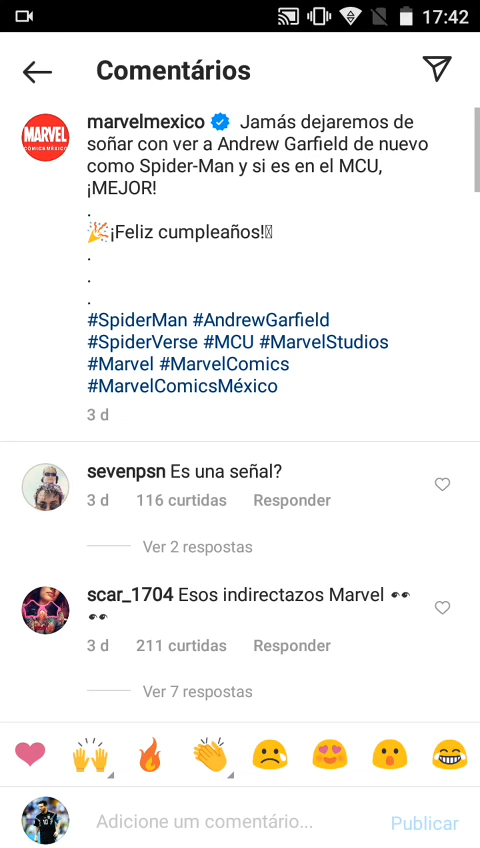 17:42
Comentários
MARVEL
COMICS MÉXICO
marvelmexico Jamás dejaremos de
soñar con ver a Andrew Garfield de nuevo
como Spider-Man y si es en el MCU,
¡MEJOR!
.
🎉¡Feliz cumpleaños!
.
.
.
#SpiderMan #AndrewGarfield
#SpiderVerse #MCU #MarvelStudios
#Marvel #MarvelComics
#MarvelComicsMéxico
3 d
sevenpsn Es una señal?
3 d 116 curtidas Responder
Ver 2 respostas
scar_1704 Esos indirectazos Marvel 👀
👀
3 d 211 curtidas Responder
Ver 7 respostas
Adicione um comentário... Publicar